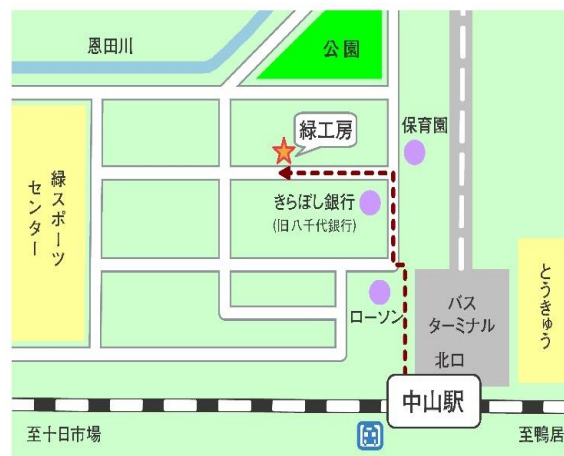 恩田川
公園
緑工房
保育園
緑スポーツ
センター
きらぼし銀行
(旧八千代銀行)
ローソン
バス
ターミナル
北口
とうきゅう
中山駅
至十日市場
至鴨居